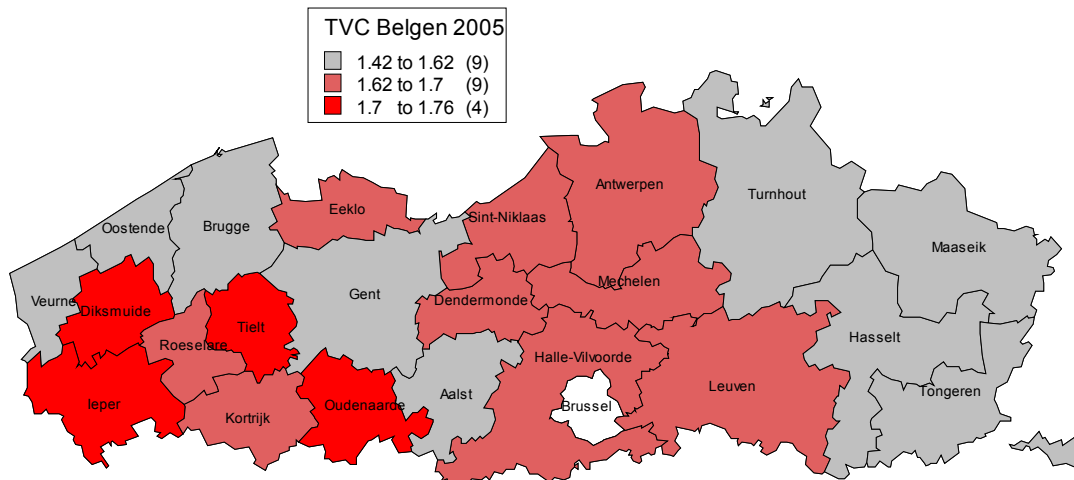 TVC Belgen 2005
1.42 to 1.62 (9)
1.62 to 1.7 (9)
1.7 to 1.76 (4)
Antwerpen
Turnhout
Eeklo
Sint-Niklaas
Oostende
Brugge
Maaseik
Mechelen
Veurne
Gent
Dendermonde
Diksmuide
Tielt
Hasselt
Roeselare
Halle-Vilvoorde
Leuven
Tongeren
Aalst
Ieper
Oudenaarde
Brussel
Kortrijk